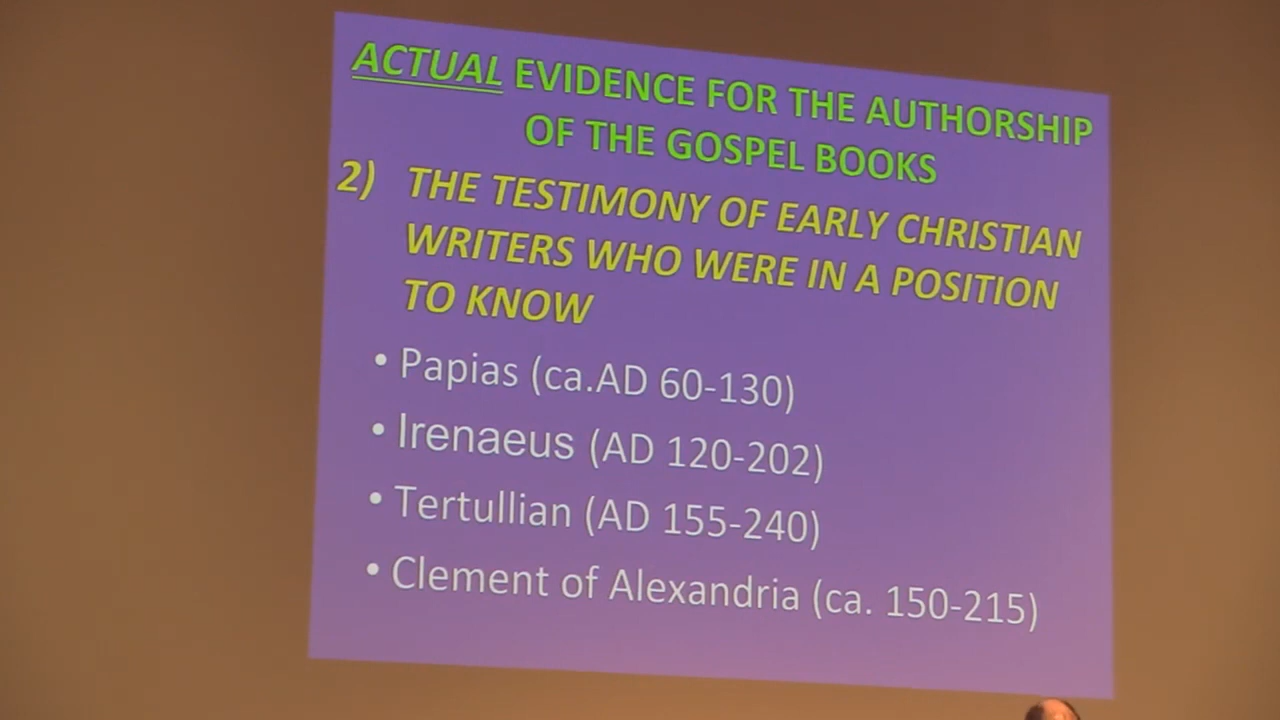 ACTUAL EVIDENCE FOR THE AUTHORSHIP
OF THE GOSPEL BOOKS
2) THE TESTIMONY OF EARLY CHRISTIAN
WRITERS WHO WERE IN A POSITION
TO KNOW
• Papias (ca.AD 60-130)
• Irenaeus (AD 120-202)
• Tertullian (AD 155-240)
• Clement of Alexandria (ca. 150-215)